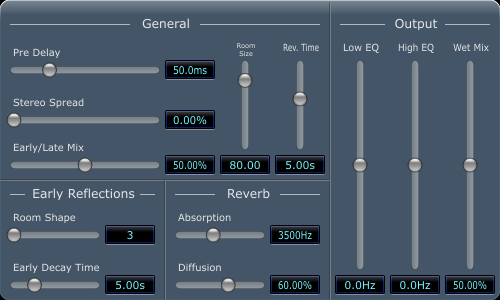 General
Pre Delay
50.0ms
Stereo Spread
0.00%
Early/Late Mix
50.00%
Room
Size
80.00
Rev. Time
5.00s
Early Reflections
Room Shape
3
Early Decay Time
5.00s
Reverb
Absorption
3500Hz
Diffusion
60.00%
Output
Low EQ
High EQ
Wet Mix
0.0Hz
0.0Hz
50.00%